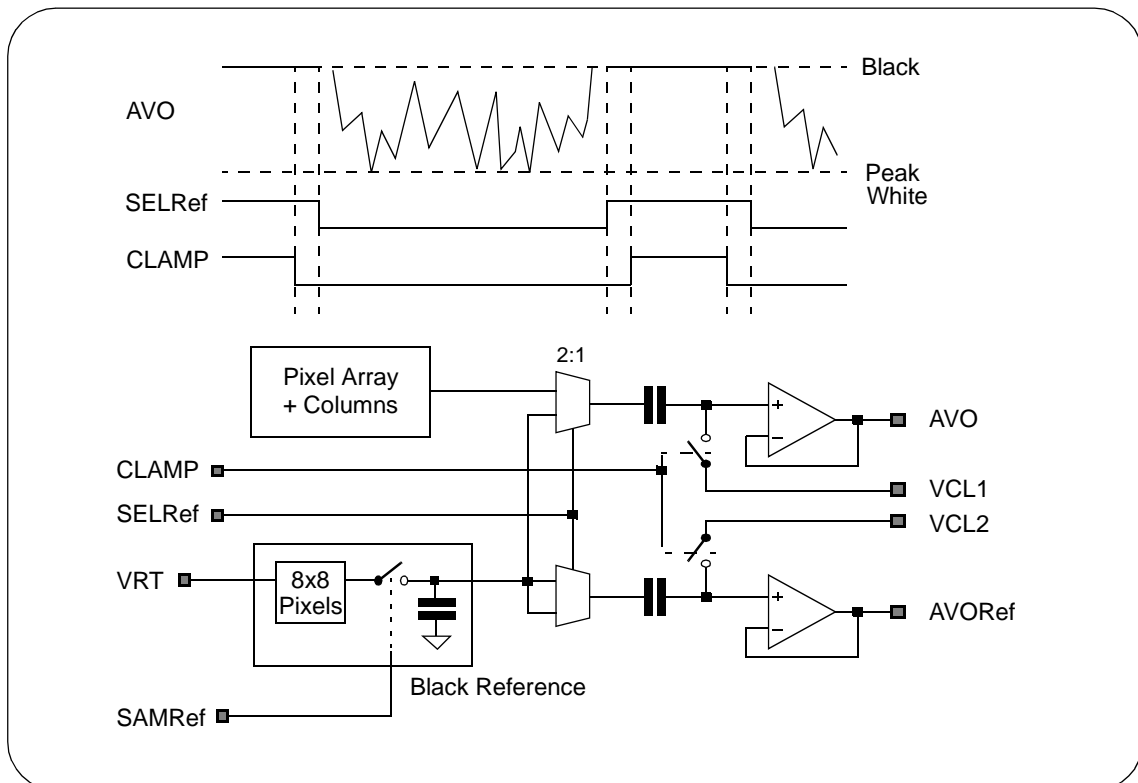 Black
AVO
Peak
White
SELRef
CLAMP
2:1
Pixel Array
+ Columns
+
−
AVO
CLAMP
VCL1
SELRef
VCL2
VRT
8x8
Pixels
+
−
AVORef
Black Reference
SAMRef